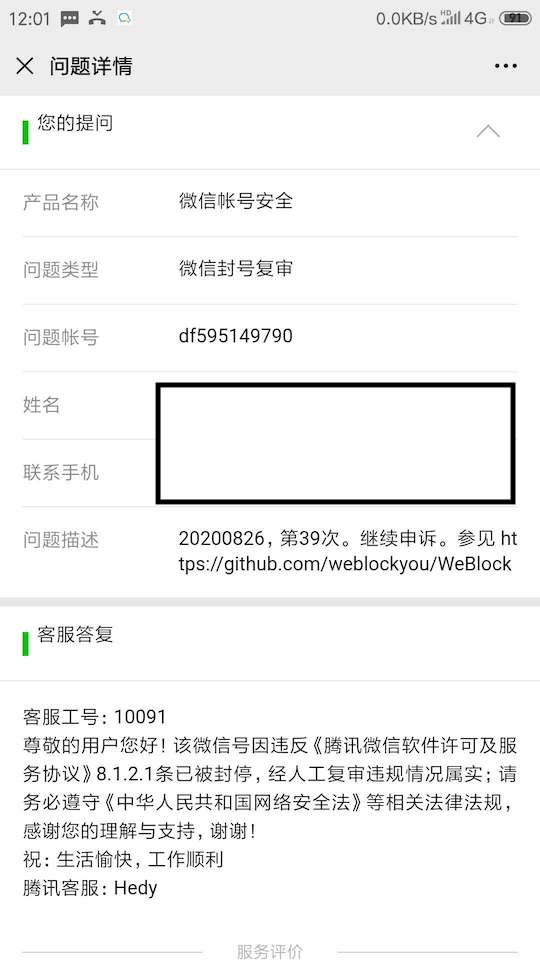 12:01 0.0KB/s HD 4G 91
问题详情
您的提问
产品名称 微信帐号安全
问题类型 微信封号复审
问题帐号 df595149790
姓名
联系手机
问题描述 20200826，第39次。继续申诉。参见 ht
tps://github.com/weblockyou/WeBlock
客服答复
客服工号: 10091
尊敬的用户您好！该微信号因违反《腾讯微信软件许可及服
务协议》8.1.2.1条已被封停，经人工复审违规情况属实；请
务必遵守《中华人民共和国网络安全法》等相关法律法规，
感谢您的理解与支持，谢谢！
祝: 生活愉快，工作顺利
腾讯客服: Hedy
服务评价